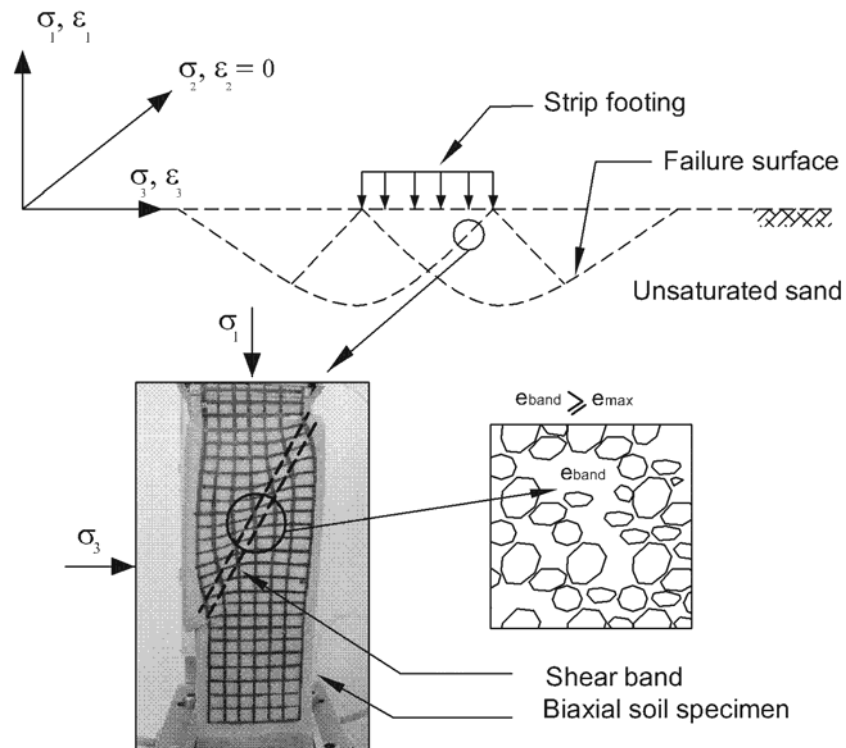 σ₁, ε₁
σ₂, ε₂ = 0
Strip footing
Failure surface
σ₃, ε₃
Unsaturated sand
σ₁
eband ⩾ emax
eband
σ₃
Shear band
Biaxial soil specimen